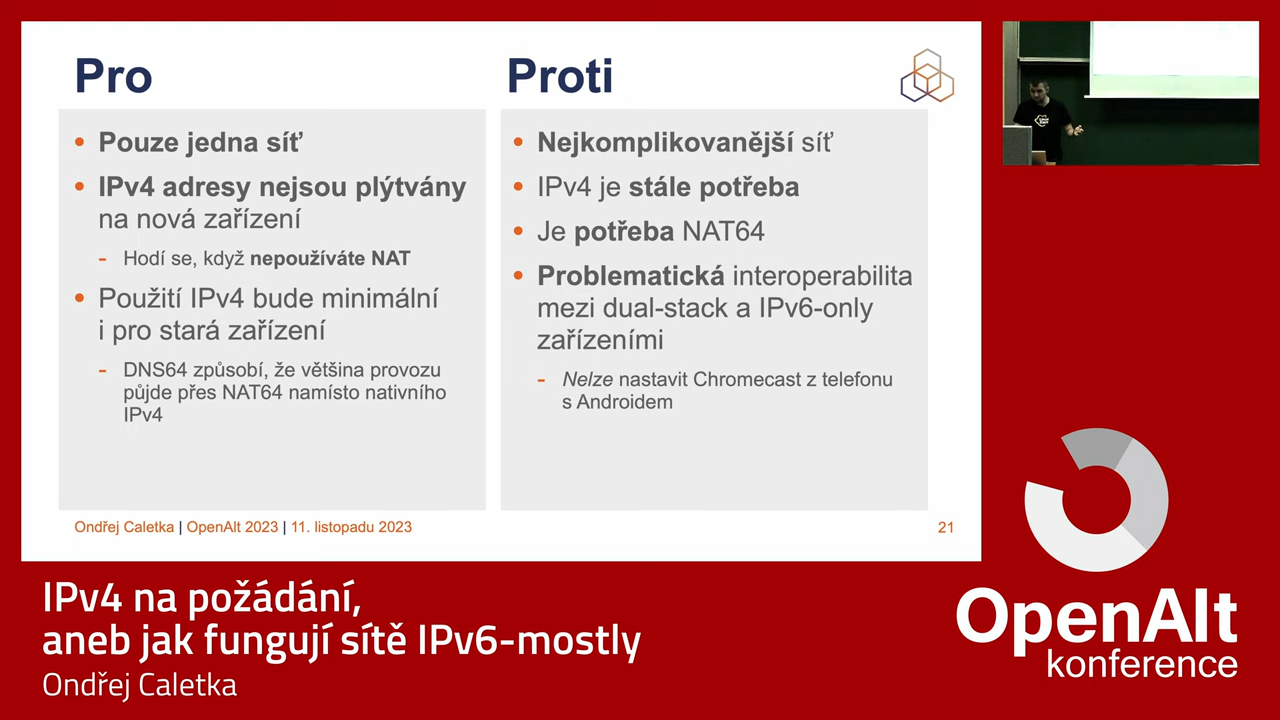 Pro
• Pouze jedna síť
• IPv4 adresy nejsou plýtvány
na nová zařízení
- Hodí se, když nepoužíváte NAT
• Použití IPv4 bude minimální
i pro stará zařízení
- DNS64 způsobí, že většina provozu
půjde přes NAT64 namísto nativního
IPv4
Proti
• Nejkomplikovanější síť
• IPv4 je stále potřeba
• Je potřeba NAT64
• Problematická interoperabilita
mezi dual-stack a IPv6-only
zařízeními
- Nelze nastavit Chromecast z telefonu
s Androidem
Ondřej Caletka | OpenAlt 2023 | 11. listopadu 2023
21
IPv4 na požádání,
aneb jak fungují sítě IPv6-mostly
Ondřej Caletka
OpenAlt
konference